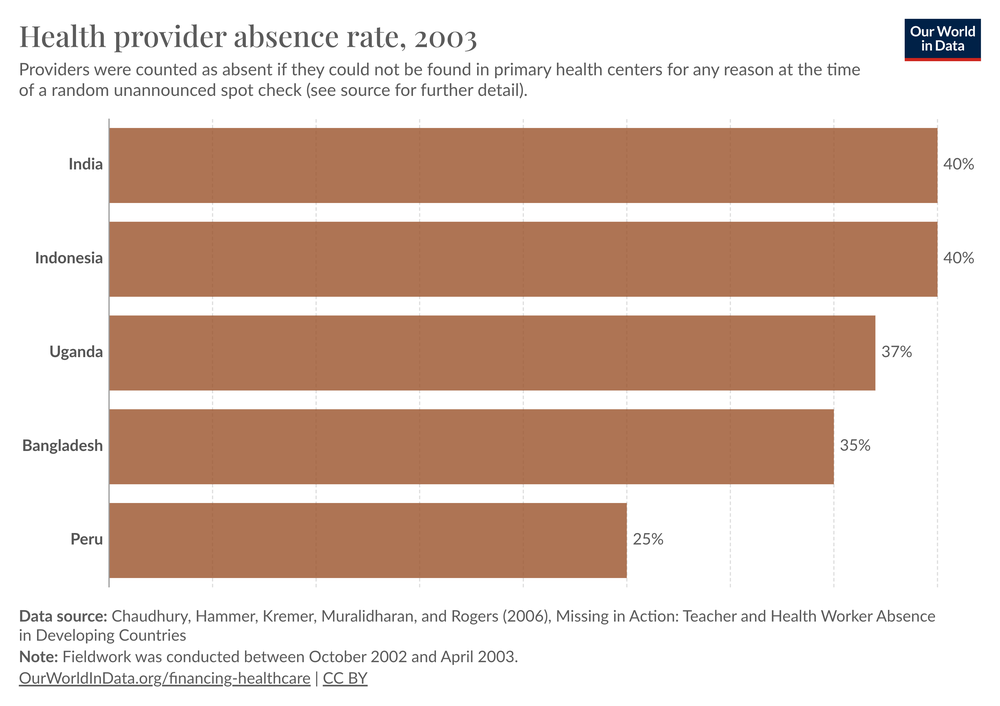 Health provider absence rate, 2003
Our World
in Data
Providers were counted as absent if they could not be found in primary health centers for any reason at the time
of a random unannounced spot check (see source for further detail).
India
40%
Indonesia
40%
Uganda
37%
Bangladesh
35%
Peru
25%
Data source: Chaudhury, Hammer, Kremer, Muralidharan, and Rogers (2006), Missing in Action: Teacher and Health Worker Absence
in Developing Countries
Note: Fieldwork was conducted between October 2002 and April 2003.
OurWorldInData.org/financing-healthcare | CC BY